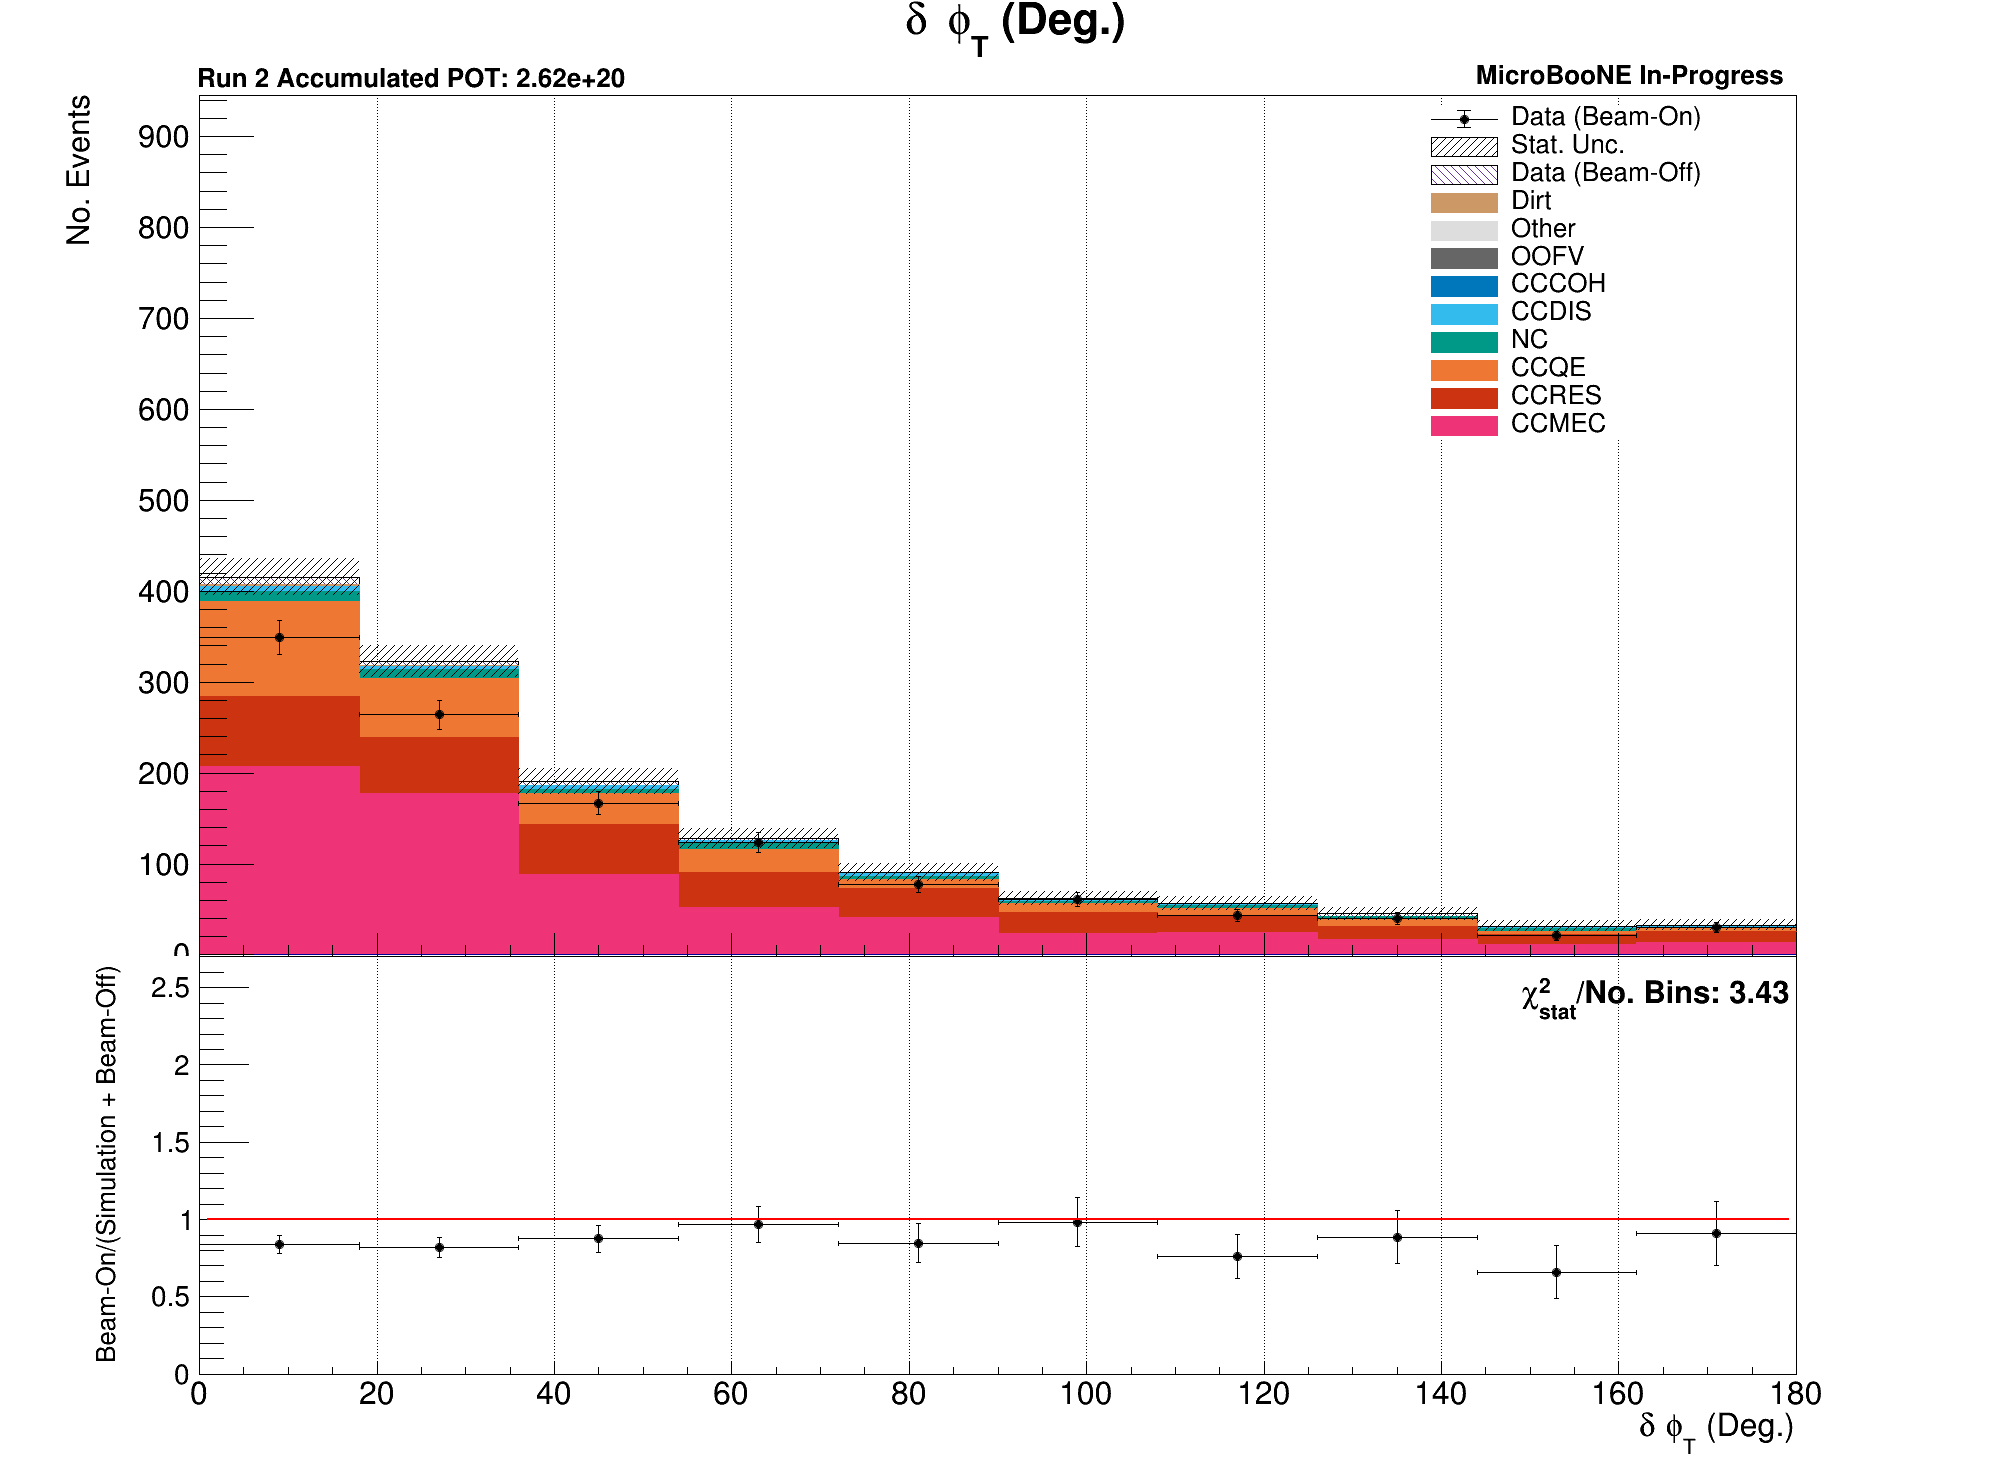 δ ϕT (Deg.)
Run 2 Accumulated POT: 2.62e+20
MicroBooNE In-Progress
No. Events
900
800
700
600
500
400
300
200
100
0
Data (Beam-On)
Stat. Unc.
Data (Beam-Off)
Dirt
Other
OOFV
CCCOH
CCDIS
NC
CCQE
CCRES
CCMEC
Beam-On/(Simulation + Beam-Off)
χ²stat/No. Bins: 3.43
2.5
2
1.5
1
0.5
0
0 20 40 60 80 100 120 140 160 180
δ ϕT (Deg.)